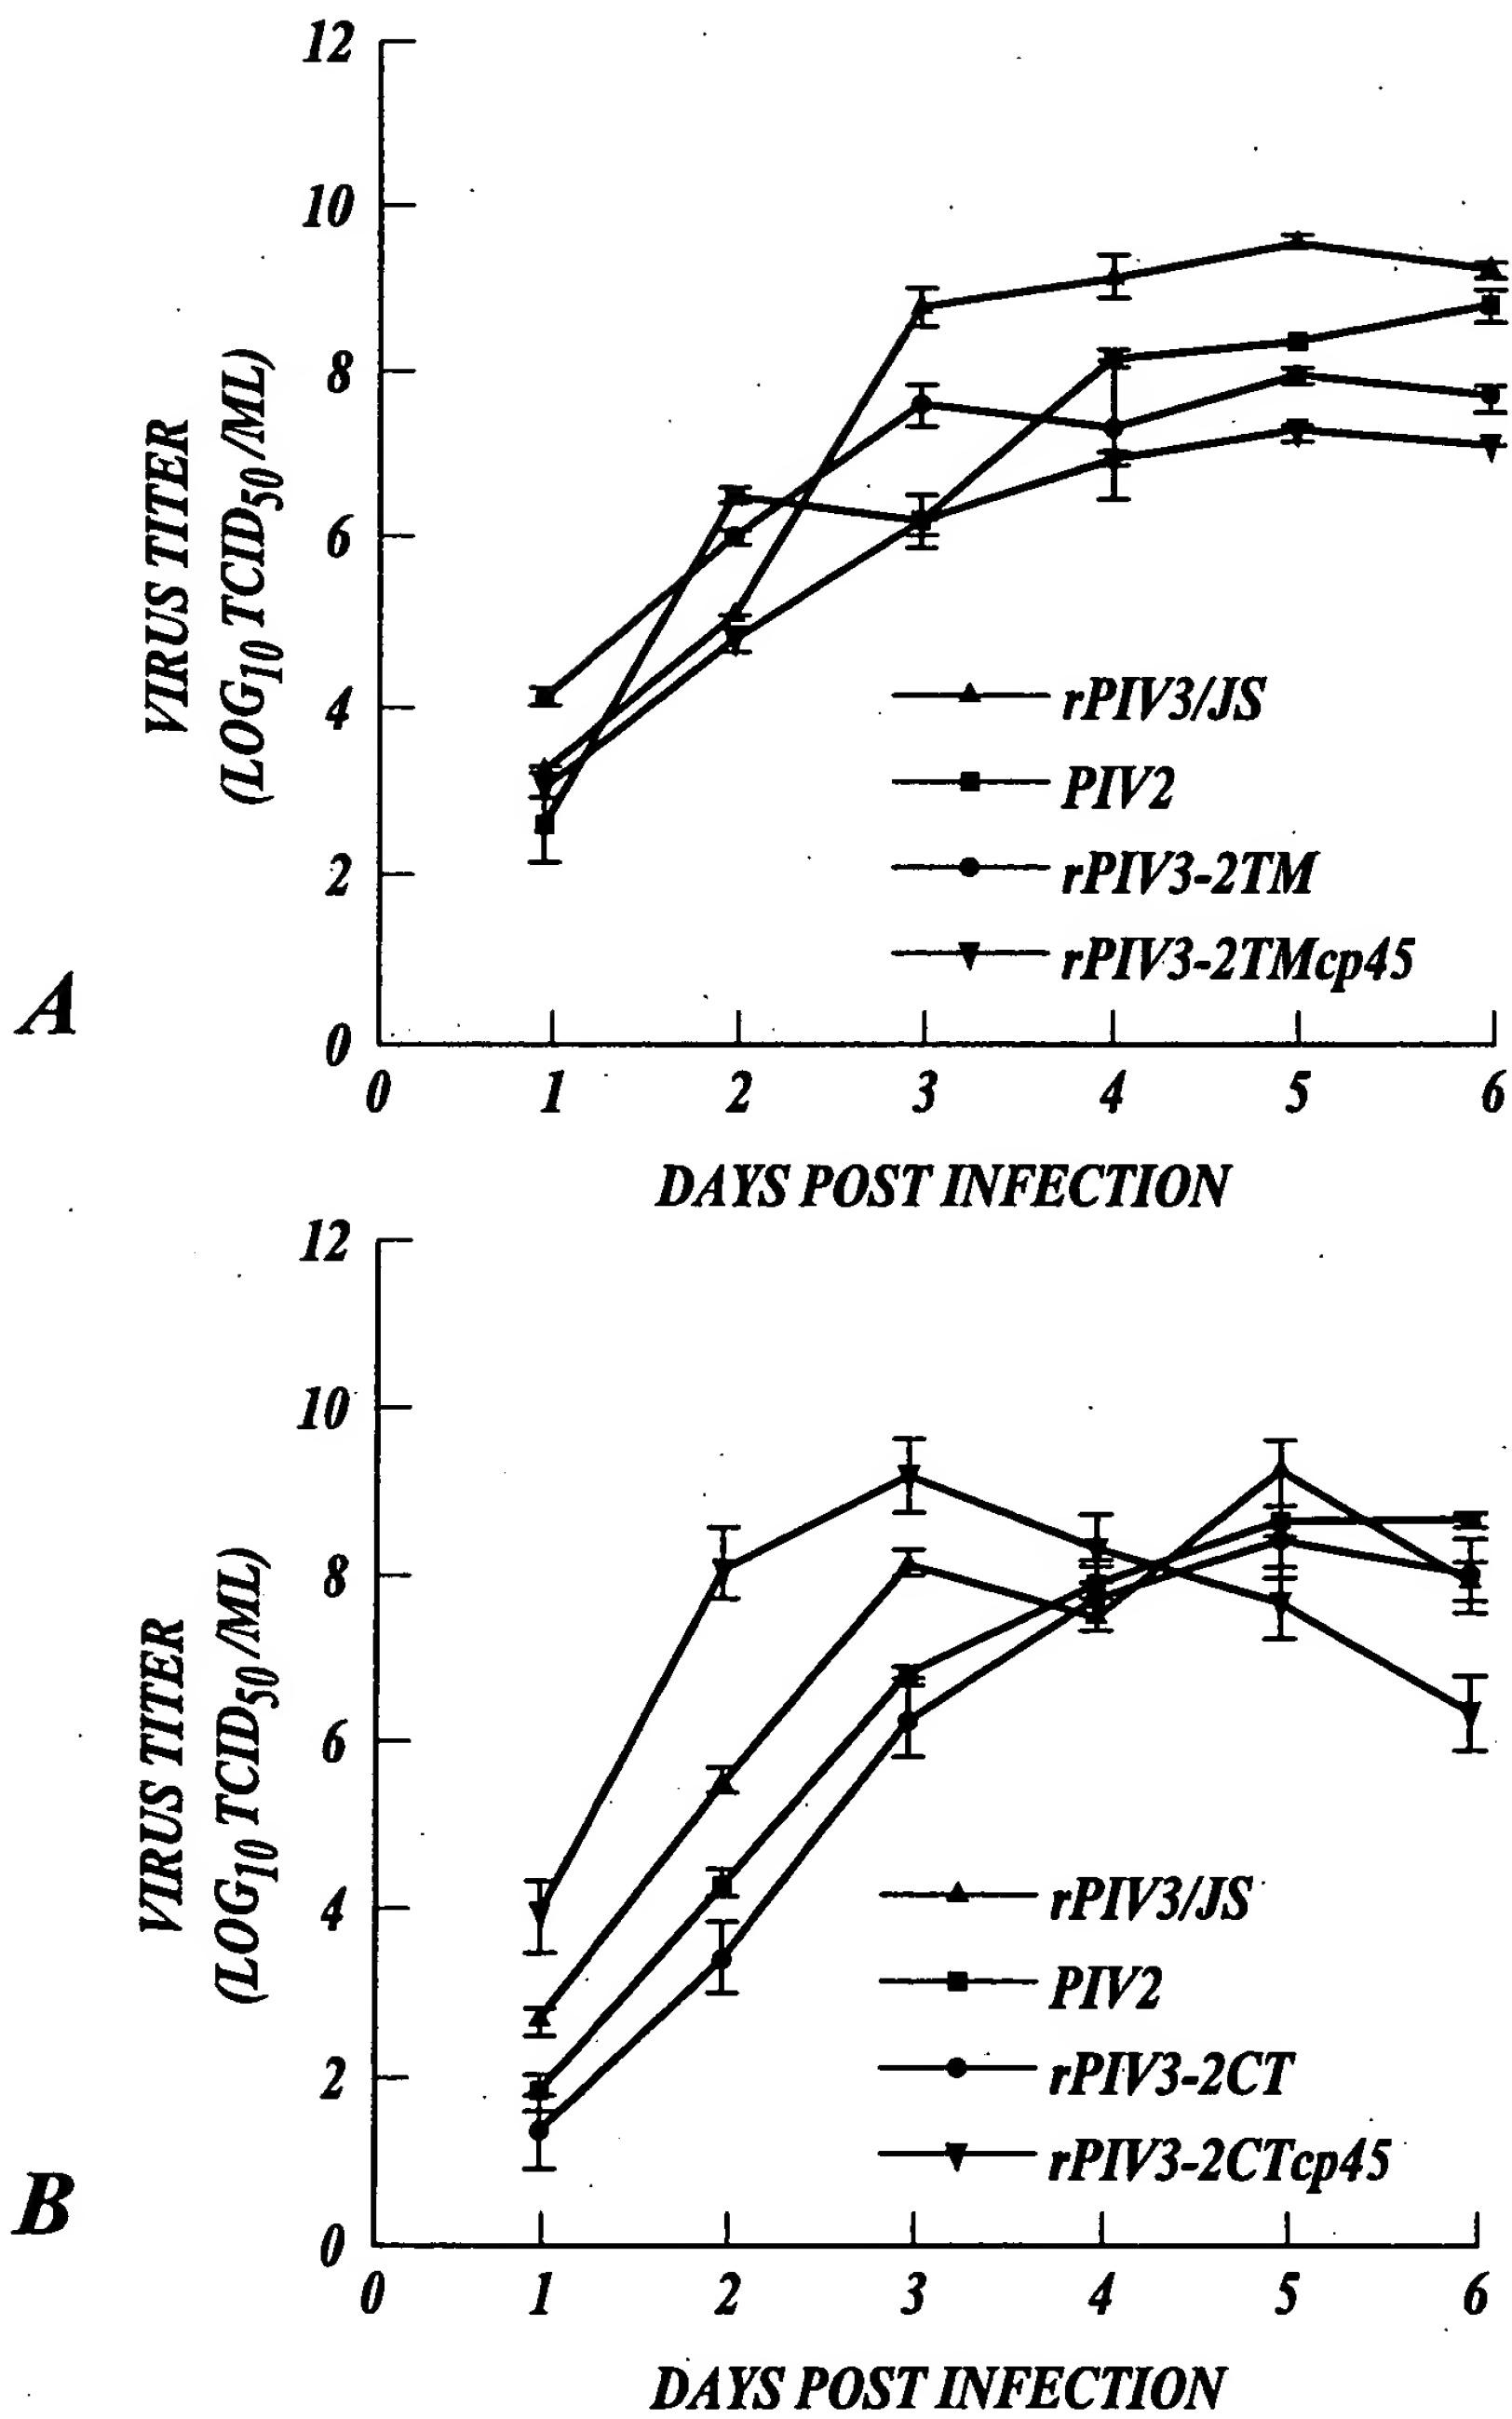 12
10
8
6
4
2
0
VIRUS TITER
(LOG10 TCID50/ML)
rPIV3/JS
PIV2
rPIV3-2TM
rPIV3-2TMcp45
A
0 1 2 3 4 5 6
DAYS POST INFECTION
12
10
8
6
4
2
0
VIRUS TITER
(LOG10 TCID50/ML)
rPIV3/JS
PIV2
rPIV3-2CT
rPIV3-2CTcp45
B
0 1 2 3 4 5 6
DAYS POST INFECTION